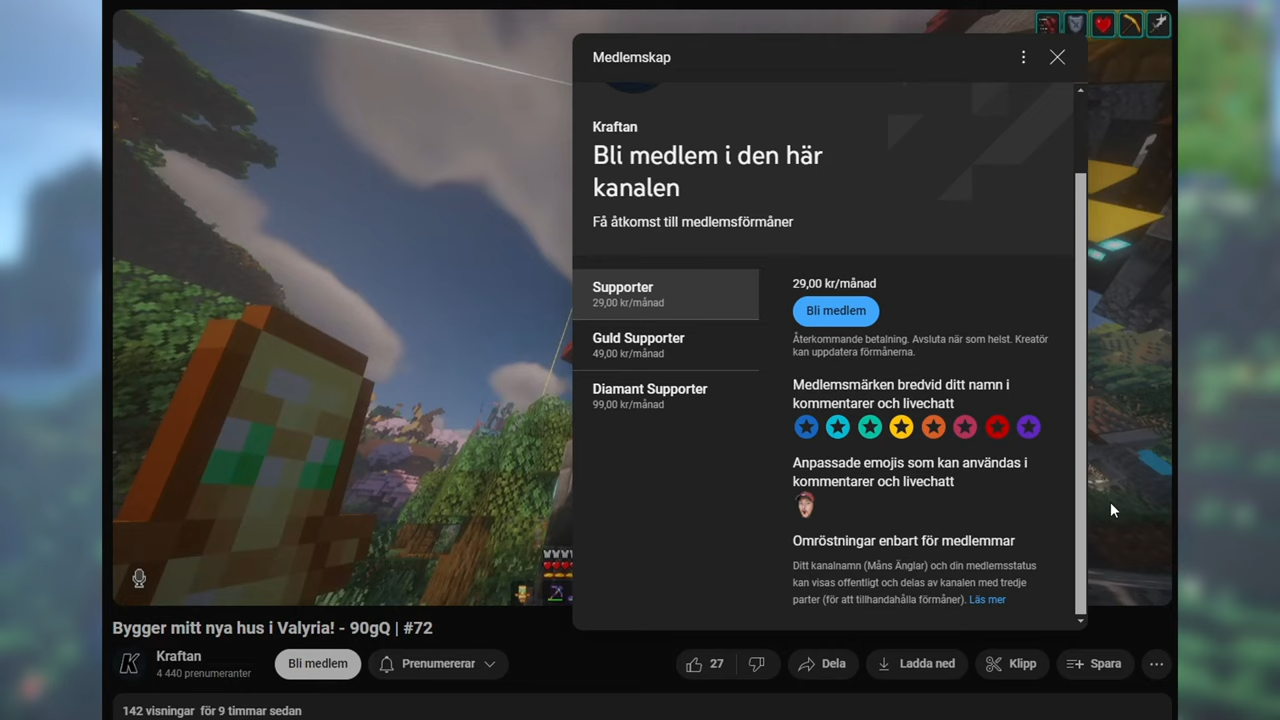 Medlemskap
Kraftan
Bli medlem i den här
kanalen
Få åtkomst till medlemsförmåner
Supporter
29,00 kr/månad
Guld Supporter
49,00 kr/månad
Diamant Supporter
99,00 kr/månad
29,00 kr/månad
Bli medlem
Återkommande betalning. Avsluta när som helst. Kreatör
kan uppdatera förmånerna.
Medlemsmärken bredvid ditt namn i
kommentarer och livechatt
Anpassade emojis som kan användas i
kommentarer och livechatt
Omröstningar enbart för medlemmar
Ditt kanalnamn (Måns Änglar) och din medlemsstatus
kan visas offentligt och delas av kanalen med tredje
parter (för att tillhandahålla förmåner). Läs mer
Bygger mitt nya hus i Valyria! - 90gQ | #72
Kraftan
4 440 prenumeranter
Bli medlem
Prenumererar
27
Dela
Ladda ned
Klipp
Spara
142 visningar för 9 timmar sedan